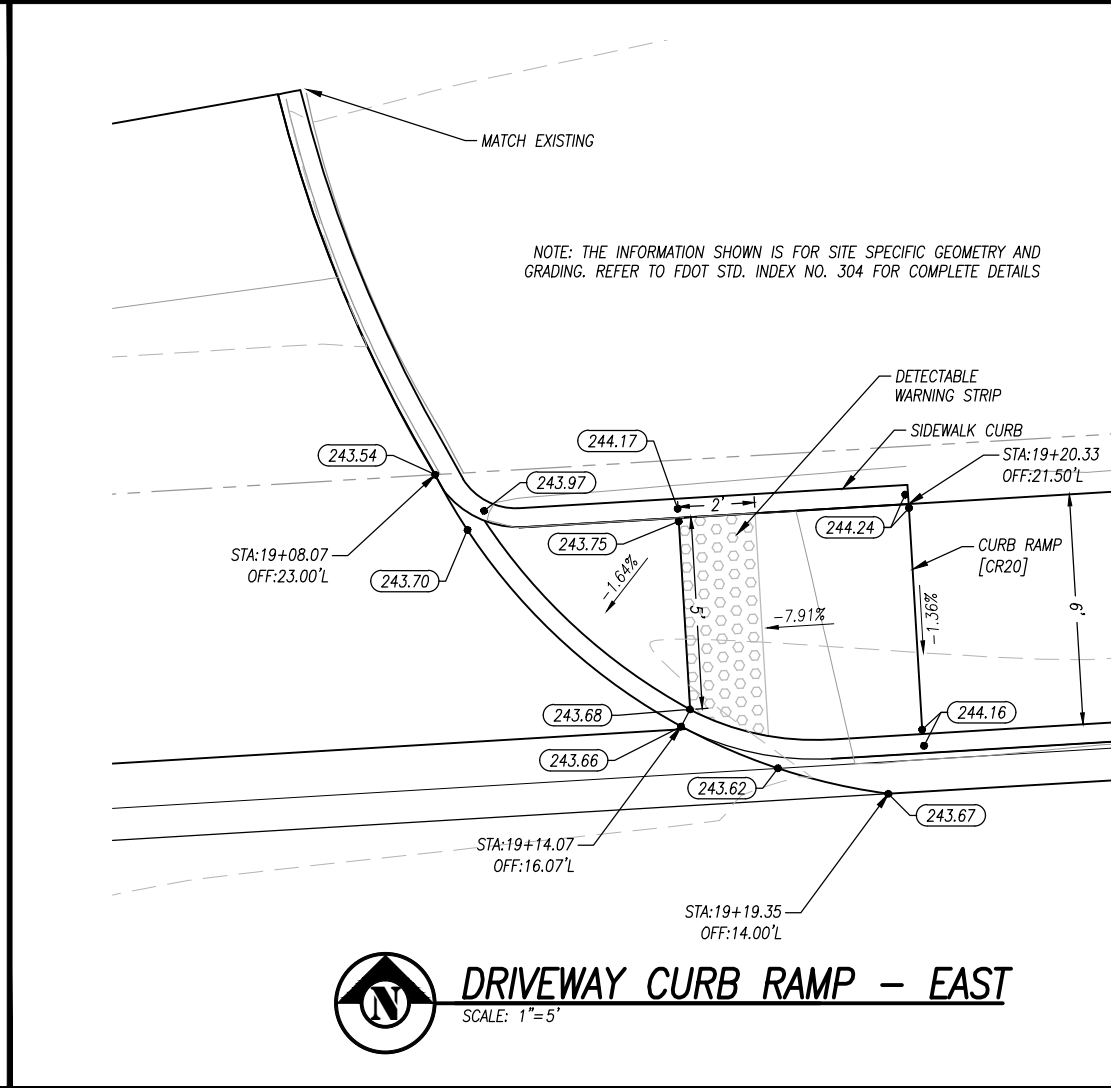 MATCH EXISTING
NOTE: THE INFORMATION SHOWN IS FOR SITE SPECIFIC GEOMETRY AND
GRADING. REFER TO FDOT STD. INDEX NO. 304 FOR COMPLETE DETAILS
DETECTABLE
WARNING STRIP
SIDEWALK CURB
244.17
243.54
STA:19+20.33
OFF:21.50'L
243.97
2'
244.24
243.75
CURB RAMP
[CR20]
STA:19+08.07
OFF:23.00'L
243.70
-1.64%
5'
-7.91%
-1.36%
6'
243.68
244.16
243.66
243.62
243.67
STA:19+14.07
OFF:16.07'L
STA:19+19.35
OFF:14.00'L
N
DRIVEWAY CURB RAMP - EAST
SCALE: 1"=5'